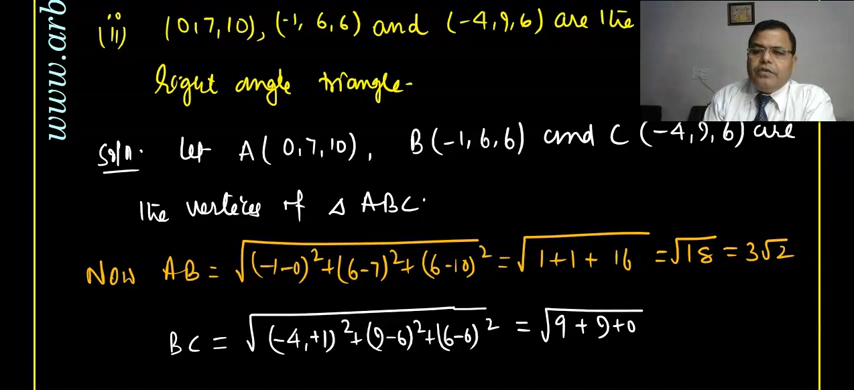 www.arb
(ii) (0,7,10), (-1, 6,6) and (-4,9,6) are the
Right angle triangle-
Soln. Let A(0,7,10), B(-1,6,6) and C(-4,9,6) are
the vertices of Δ ABC.
Now AB = √((-1-0)²+(6-7)²+(6-10)²) = √(1+1+16) = √18 = 3√2
BC = √((-4,+1)²+(9-6)²+(6-6)²) = √(9+9+0)